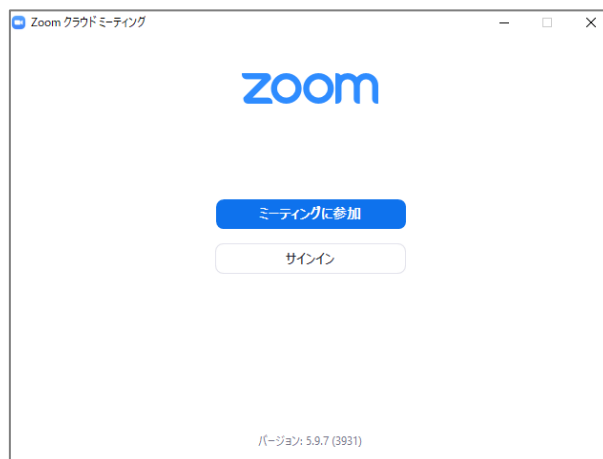 Zoom クラウド ミーティング
zoom
ミーティングに参加
サインイン
バージョン: 5.9.7 (3931)